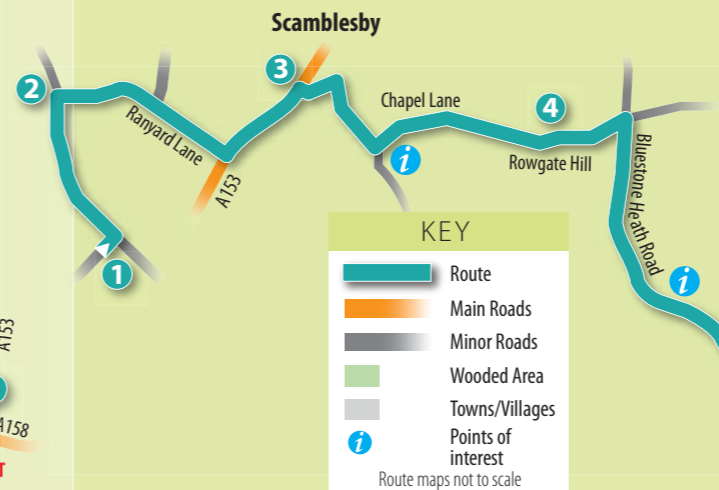 Scamblesby
3
2
Chapel Lane
4
Ranyard Lane
i
Rowgate Hill
A153
Bluestone Heath Road
1
i
KEY
Route
Main Roads
Minor Roads
Wooded Area
Towns/Villages
i
Points of
interest
Route maps not to scale
A153
A158
T